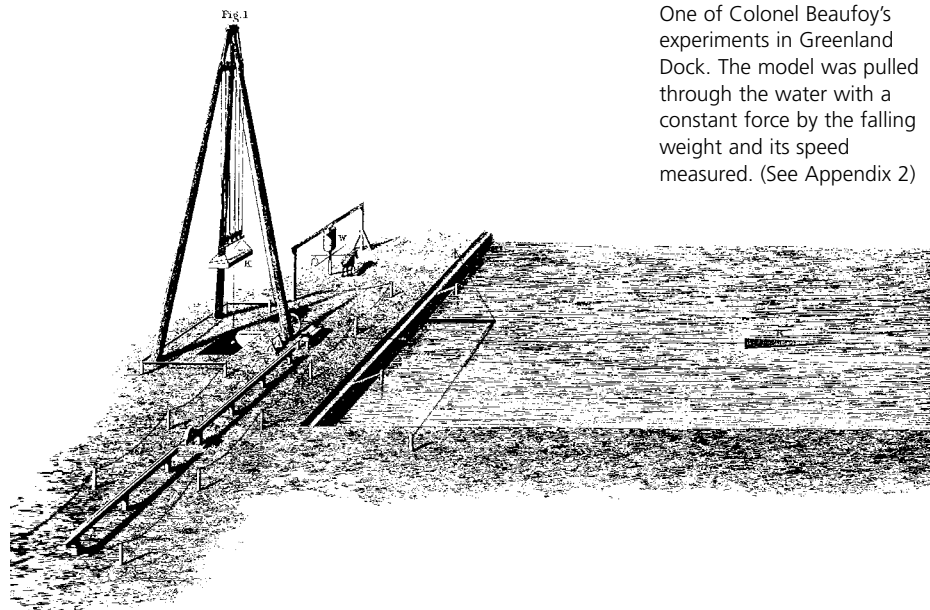 Fig.1
One of Colonel Beaufoy's
experiments in Greenland
Dock. The model was pulled
through the water with a
constant force by the falling
weight and its speed
measured. (See Appendix 2)
W
K